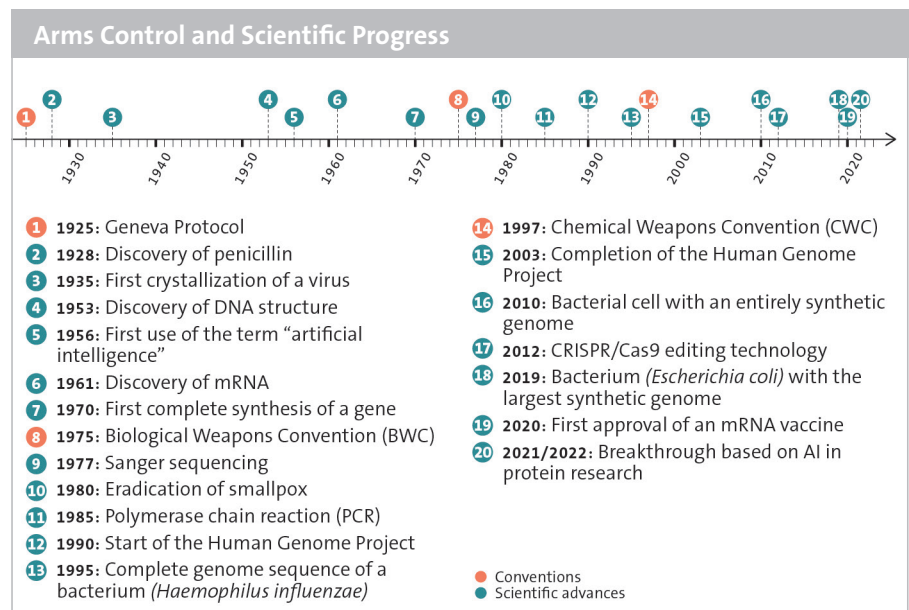 Arms Control and Scientific Progress
2 4 6 8 10 12 14 16 18 20
1 3 5 7 9 11 13 15 17 19
1930 1940 1950 1960 1970 1980 1990 2000 2010 2020
1 1925: Geneva Protocol
2 1928: Discovery of penicillin
3 1935: First crystallization of a virus
4 1953: Discovery of DNA structure
5 1956: First use of the term “artificial
intelligence”
6 1961: Discovery of mRNA
7 1970: First complete synthesis of a gene
8 1975: Biological Weapons Convention (BWC)
9 1977: Sanger sequencing
10 1980: Eradication of smallpox
11 1985: Polymerase chain reaction (PCR)
12 1990: Start of the Human Genome Project
13 1995: Complete genome sequence of a
bacterium (Haemophilus influenzae)
14 1997: Chemical Weapons Convention (CWC)
15 2003: Completion of the Human Genome
Project
16 2010: Bacterial cell with an entirely synthetic
genome
17 2012: CRISPR/Cas9 editing technology
18 2019: Bacterium (Escherichia coli) with the
largest synthetic genome
19 2020: First approval of an mRNA vaccine
20 2021/2022: Breakthrough based on AI in
protein research
Conventions
Scientific advances